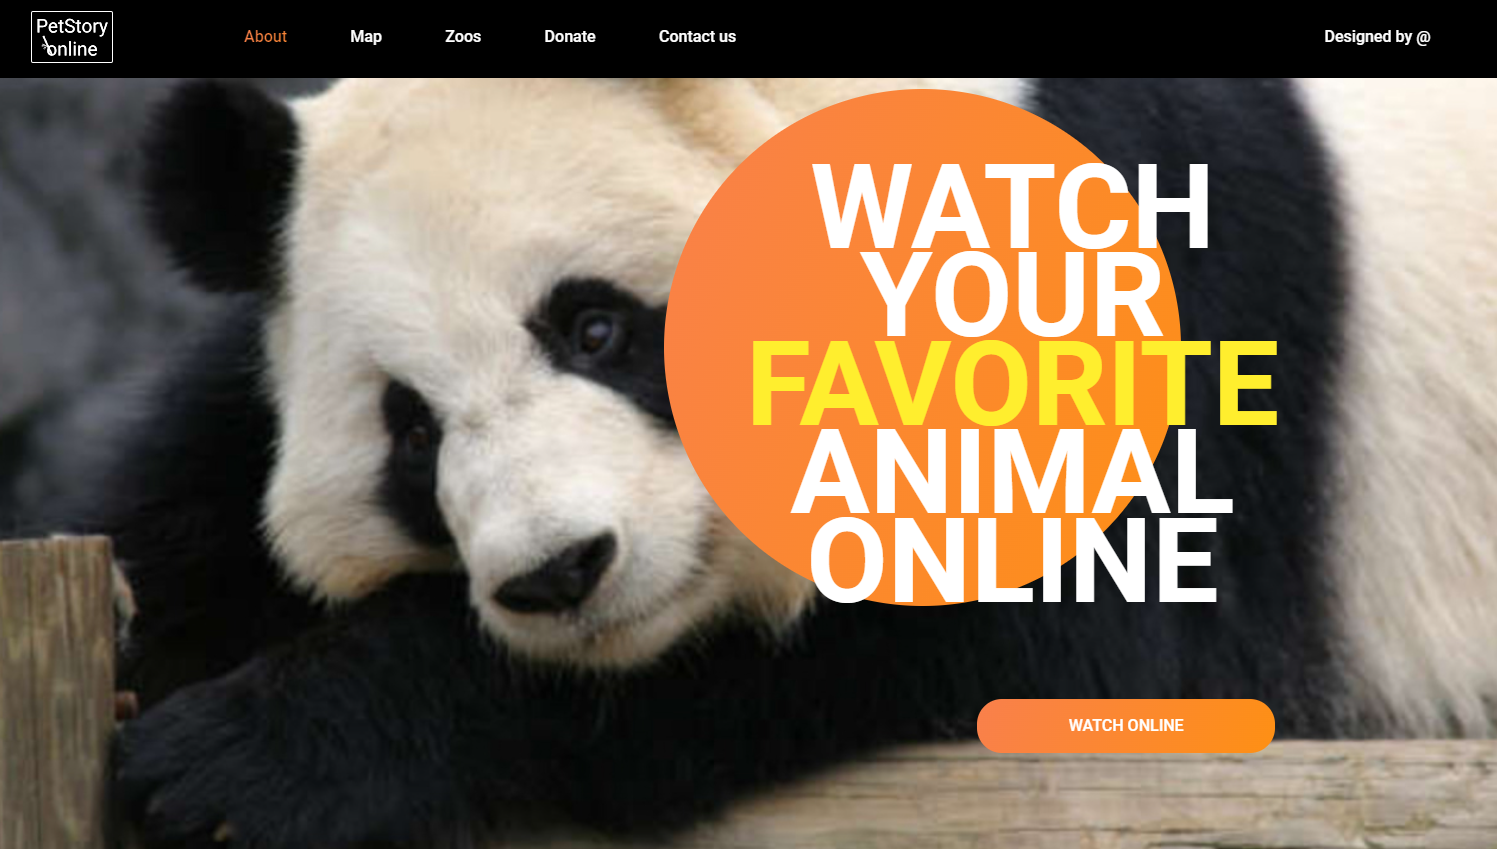 PetStory
online
About
Map
Zoos
Donate
Contact us
Designed by @
WATCH
YOUR
FAVORITE
ANIMAL
ONLINE
WATCH ONLINE